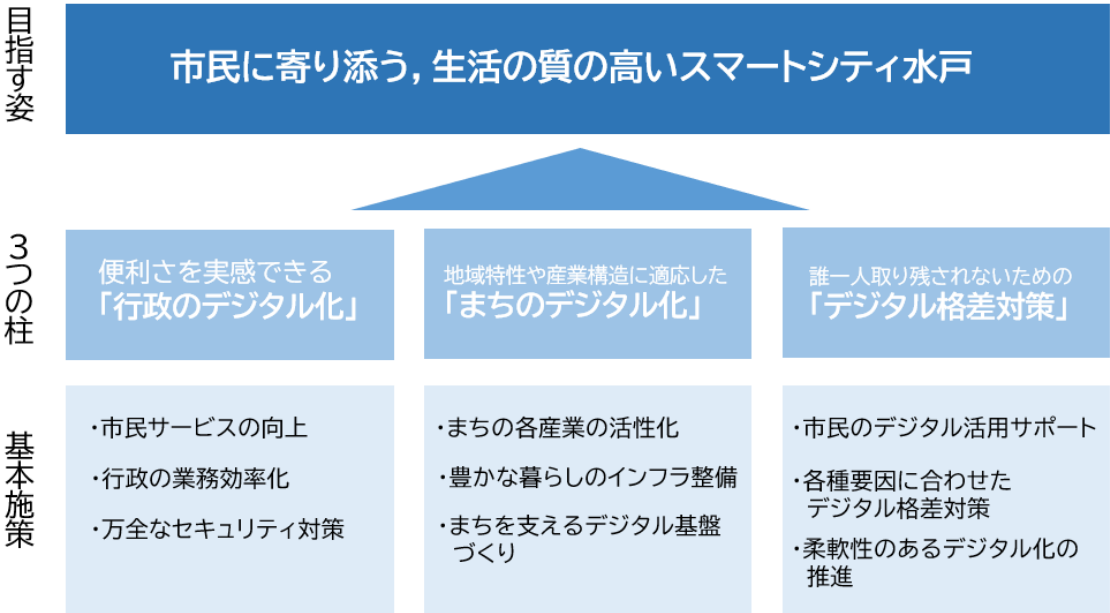 目指す姿
市民に寄り添う，生活の質の高いスマートシティ水戸
3つの柱
便利さを実感できる
「行政のデジタル化」
地域特性や産業構造に適応した
「まちのデジタル化」
誰一人取り残されないための
「デジタル格差対策」
基本施策
・市民サービスの向上
・行政の業務効率化
・万全なセキュリティ対策
・まちの各産業の活性化
・豊かな暮らしのインフラ整備
・まちを支えるデジタル基盤
づくり
・市民のデジタル活用サポート
・各種要因に合わせた
デジタル格差対策
・柔軟性のあるデジタル化の
推進